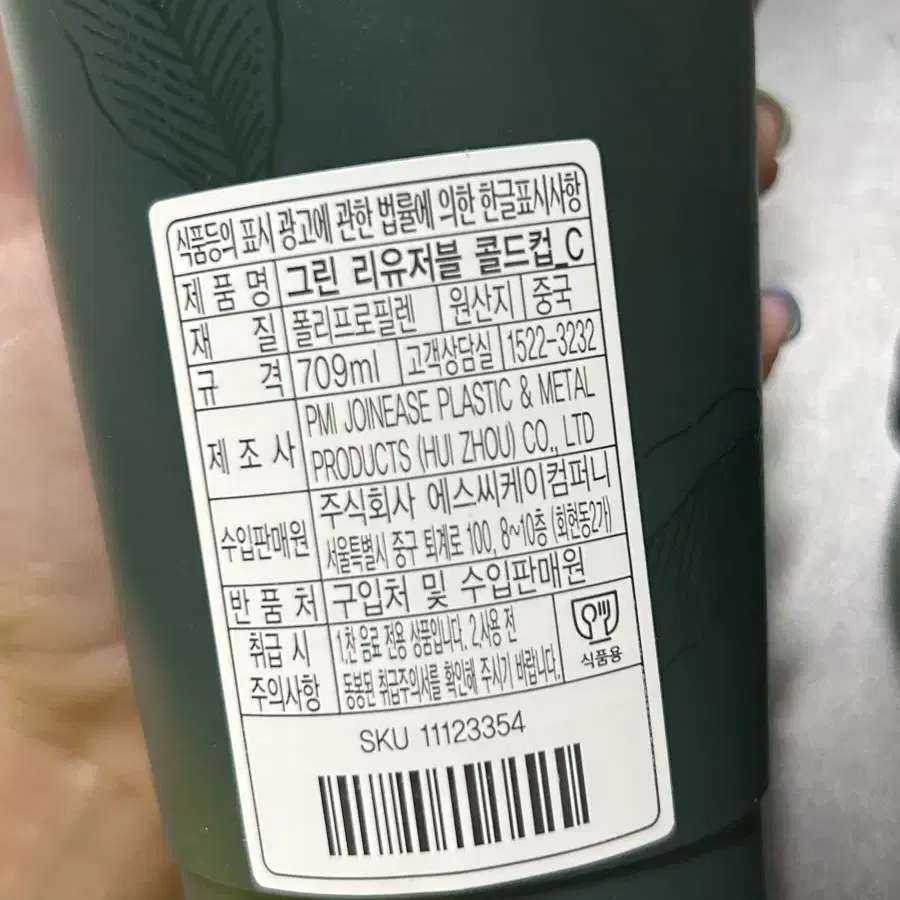 식품등의 표시 광고에 관한 법률에 의한 한글표시사항
제품명 그린 리유저블 콜드컵_C
재질 폴리프로필렌 원산지 중국
규격 709ml 고객상담실 1522-3232
제조사 PMI JOINEASE PLASTIC & METAL
PRODUCTS (HUI ZHOU) CO., LTD
수입판매원 주식회사 에스씨케이컴퍼니
서울특별시 중구 퇴계로 100, 8~10층 (회현동2가)
반품처 구입처 및 수입판매원
취급시 1.찬 음료 전용 상품입니다. 2.사용 전
주의사항 동봉된 취급주의서를 확인해 주시기 바랍니다.
식품용
SKU 11123354